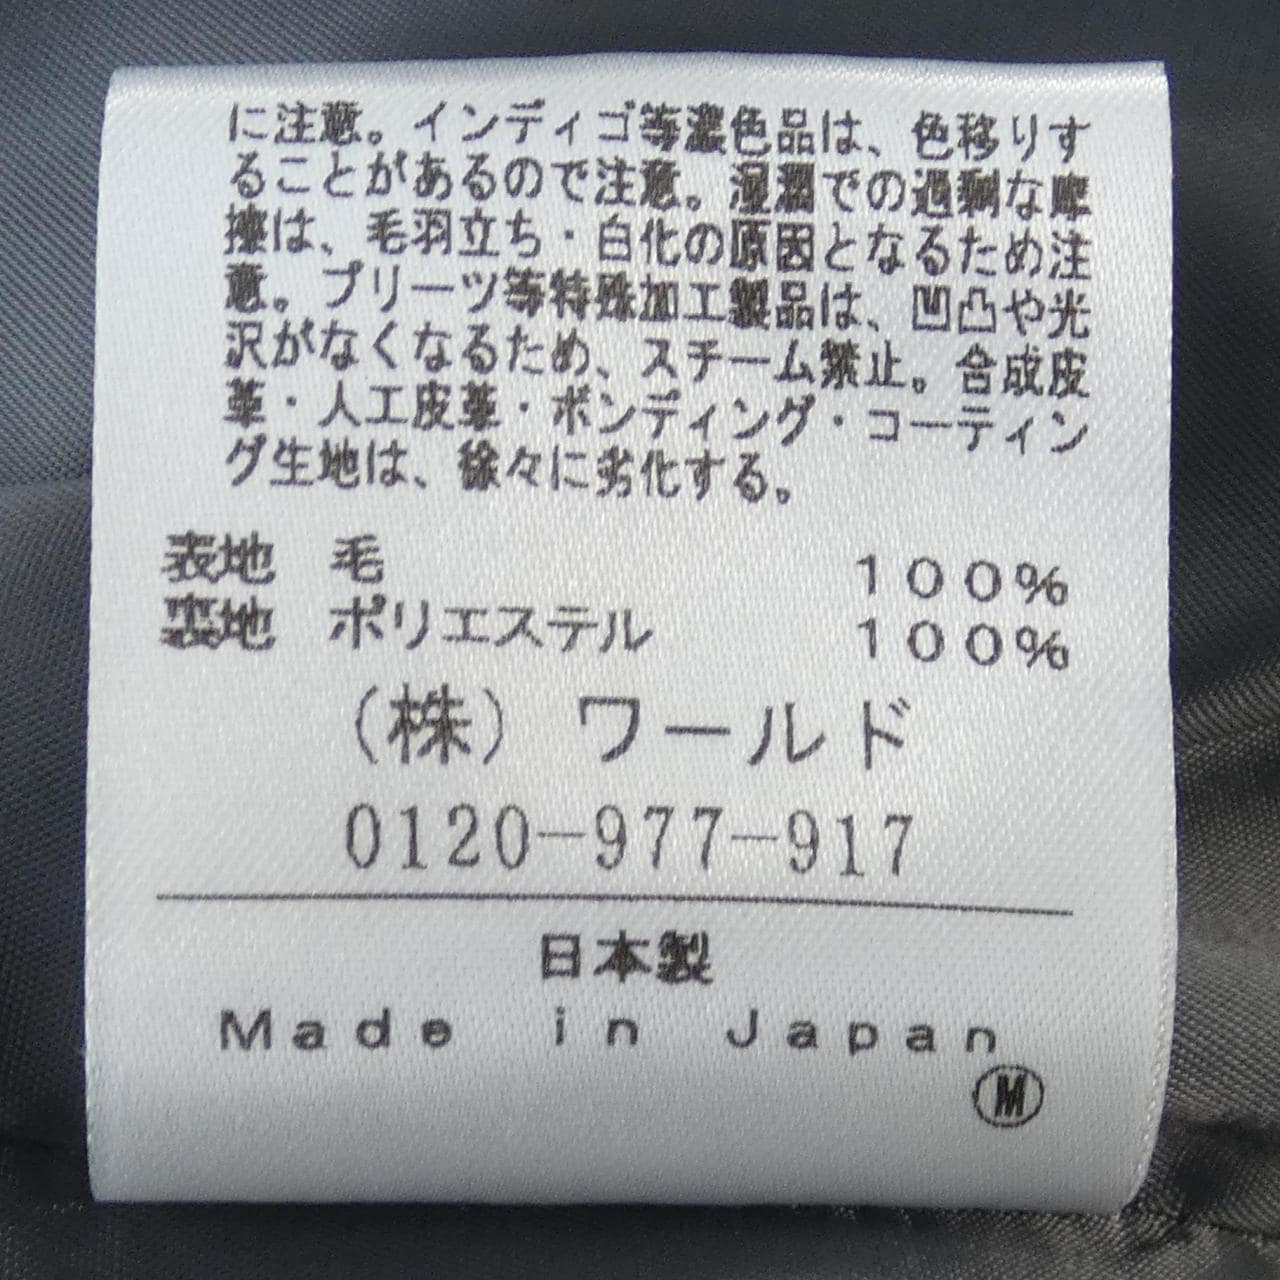 に注意。インディゴ等濃色品は、色移りす
ることがあるので注意。湿潤での過剰な摩
擦は、毛羽立ち・白化の原因となるため注
意。プリーツ等特殊加工製品は、凹凸や光
沢がなくなるため、スチーム禁止。合成皮
革・人工皮革・ボンディング・コーティン
グ生地は、徐々に劣化する。
表地 毛 100%
裏地 ポリエステル 100%
(株) ワールド
0120-977-917
日本製
Made in Japan
Ⓜ